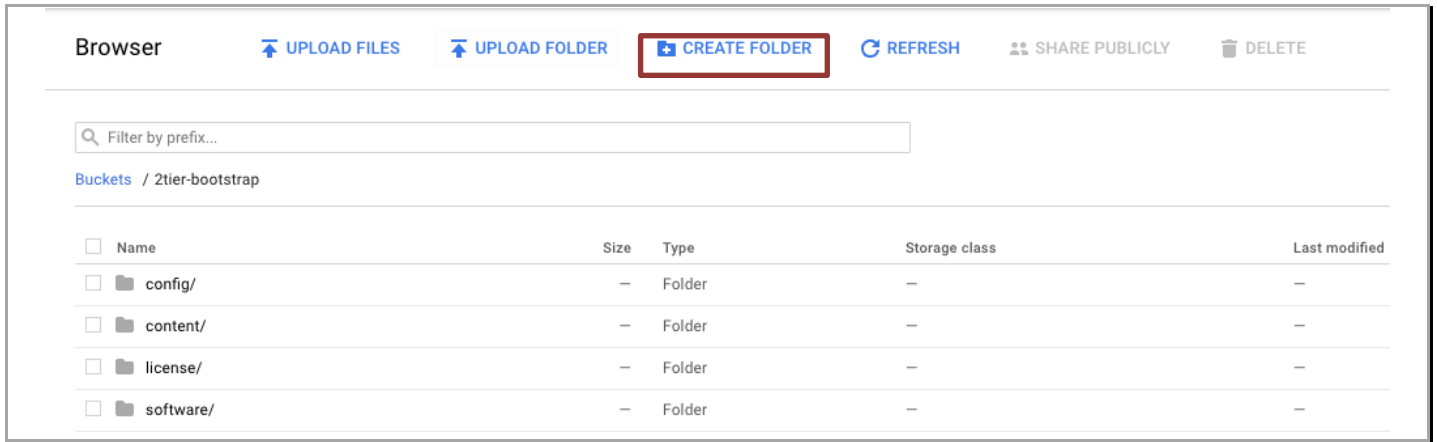 Browser UPLOAD FILES UPLOAD FOLDER CREATE FOLDER REFRESH SHARE PUBLICLY DELETE
Filter by prefix...
Buckets / 2tier-bootstrap
Name Size Type Storage class Last modified
config/ — Folder — —
content/ — Folder — —
license/ — Folder — —
software/ — Folder — —